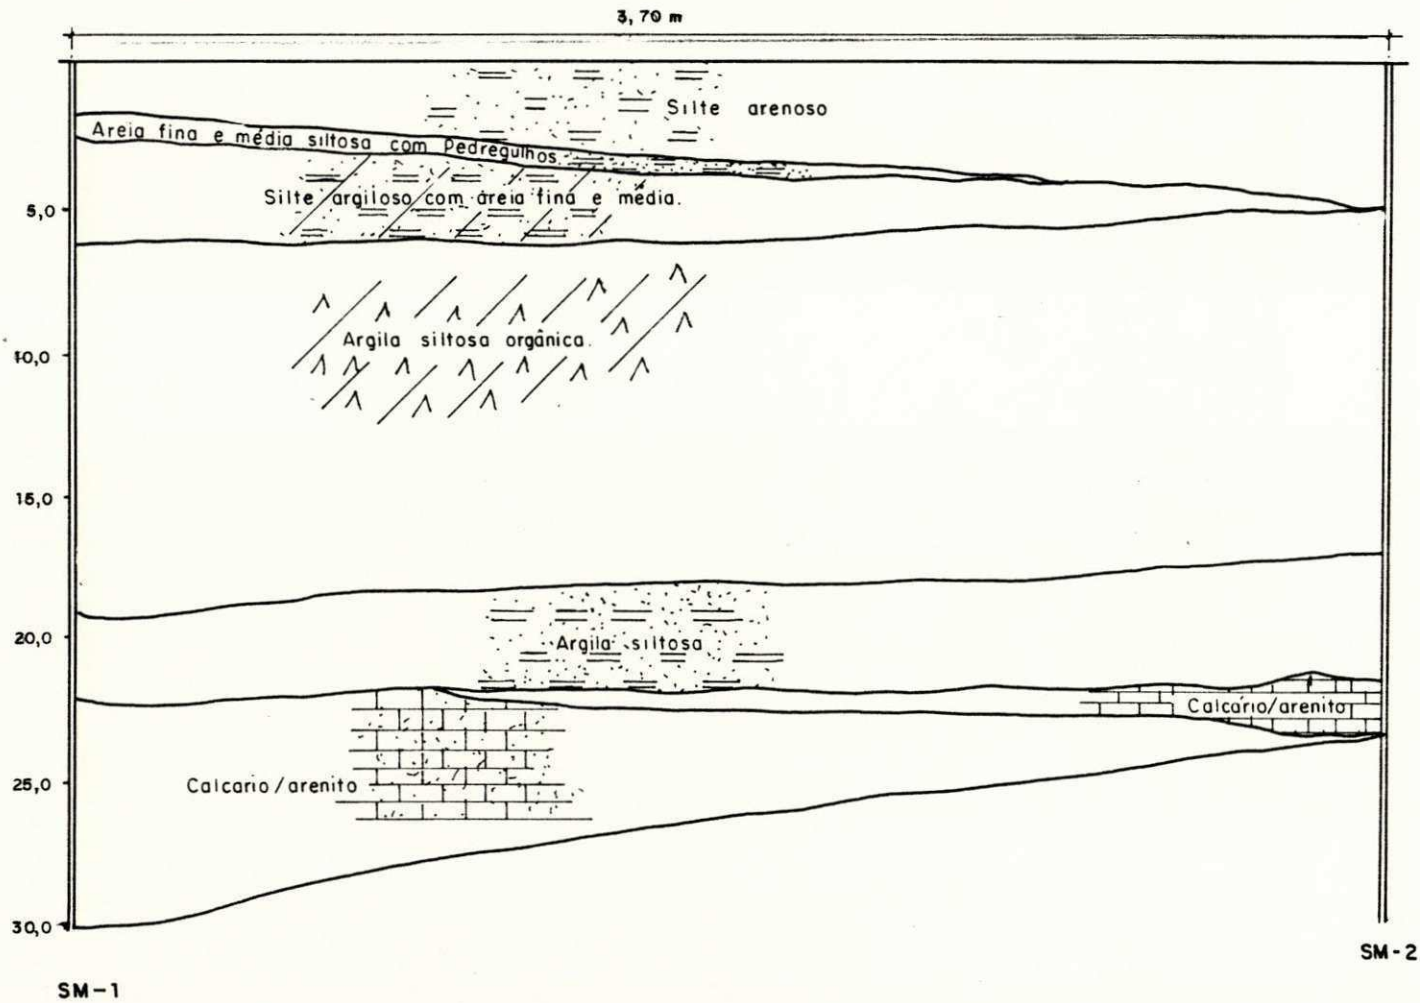 3,70 m
Silte arenoso
Areia fina e média siltosa com Pedregulhos
Silte argiloso com áreia fina e média.
5,0
Argila siltosa orgânica.
10,0
15,0
20,0
Argila siltosa
Calcário/arenito
25,0
Calcario/arenito
30,0
SM-2
SM-1